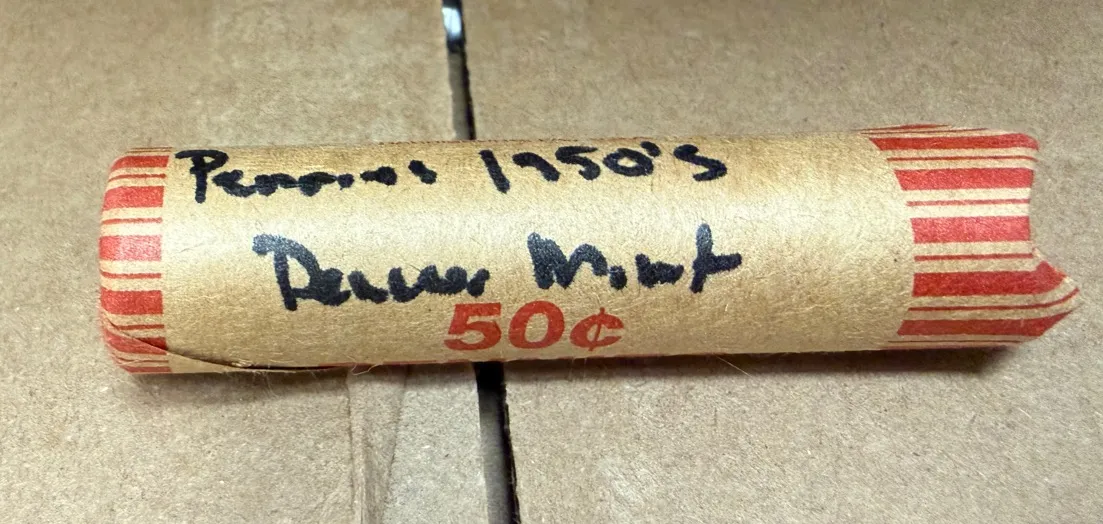 Pennies 1950's
Denver Mint
50¢